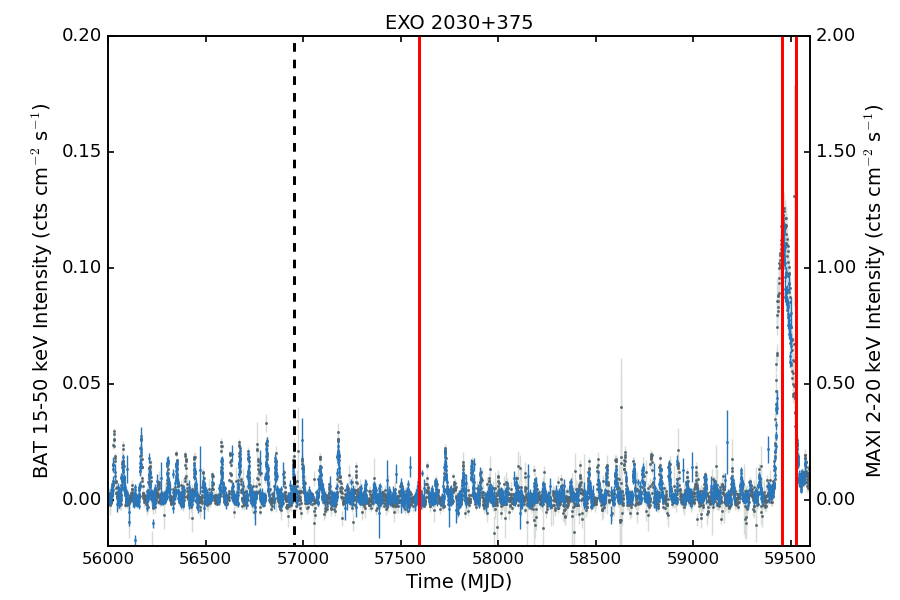 EXO 2030+375
0.20
0.15
0.10
0.05
0.00
BAT 15-50 keV Intensity (cts cm⁻² s⁻¹)
2.00
1.50
1.00
0.50
0.00
MAXI 2-20 keV Intensity (cts cm⁻² s⁻¹)
56000 56500 57000 57500 58000 58500 59000 59500
Time (MJD)